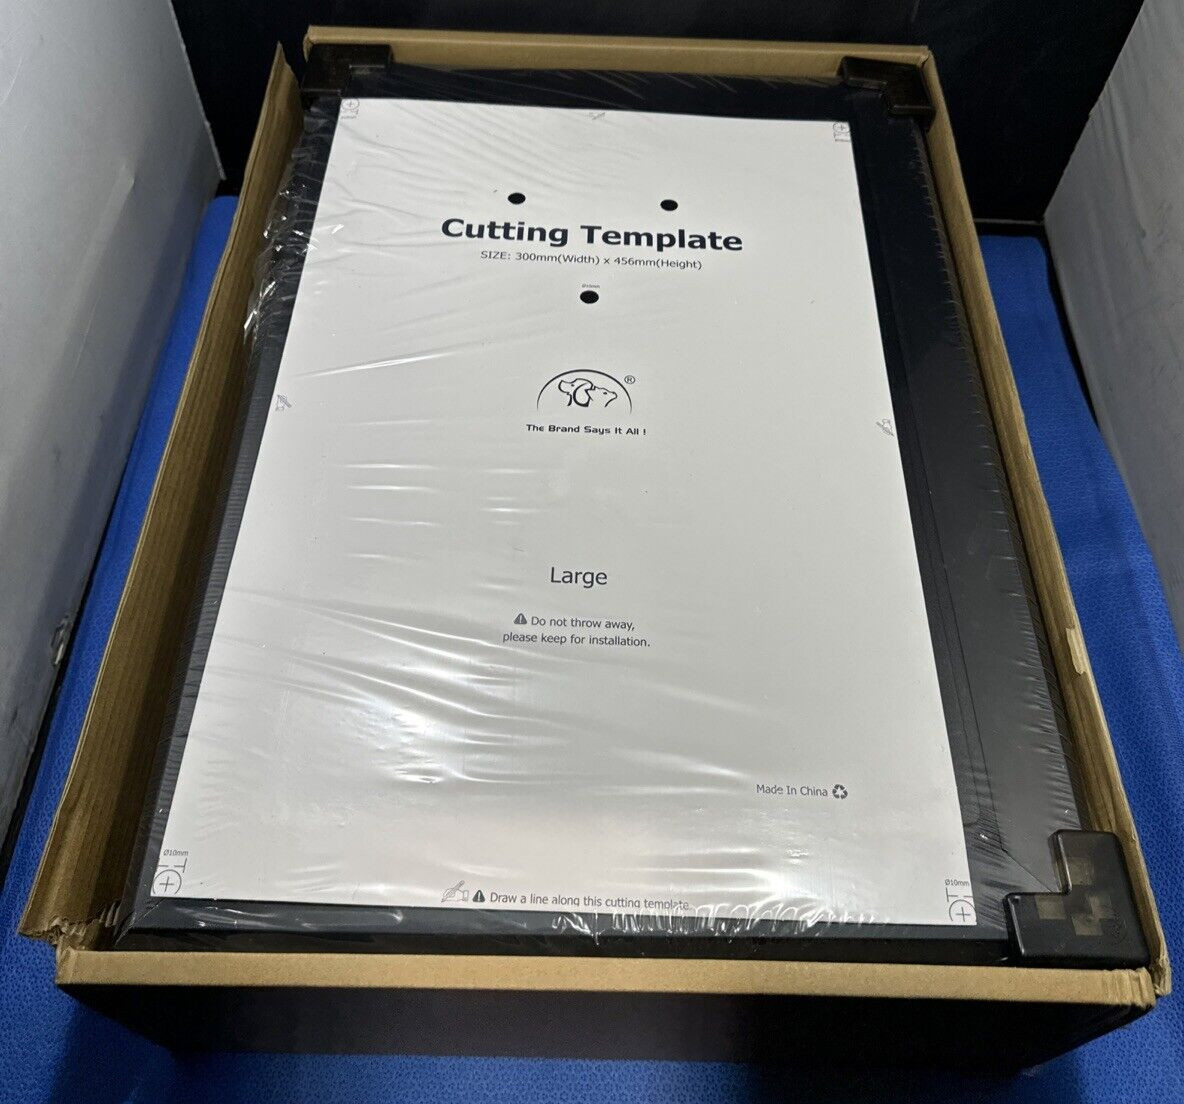 Cutting Template
SIZE: 300mm(Width) x 456mm(Height)
Ø10mm
®
The Brand Says It All !
Large
Do not throw away,
please keep for installation.
Made In China
Ø10mm
Ø10mm
Draw a line along this cutting template.